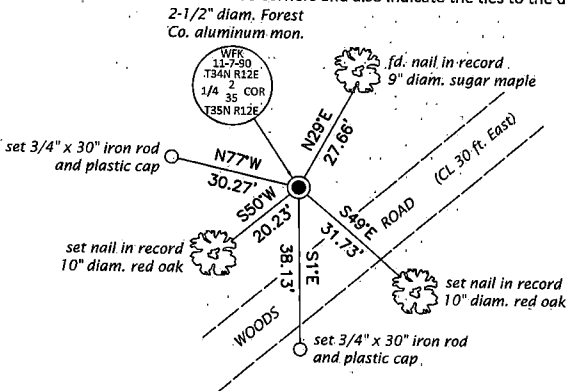 2-1/2" diam. Forest
Co. aluminum mon.
WFK
11-7-90
T34N R12E
1/4 2 COR
35
T35N R12E
fd. nail in record
9" diam. sugar maple
N29°E
27.66'
set 3/4" x 30" iron rod
and plastic cap
N77°W
30.27'
S50°W
20.23'
set nail in record
10" diam. red oak
S1°E
38.13'
S49°E
31.73'
WOODS ROAD (CL 30 ft. East)
set nail in record
10" diam. red oak
set 3/4" x 30" iron rod
and plastic cap